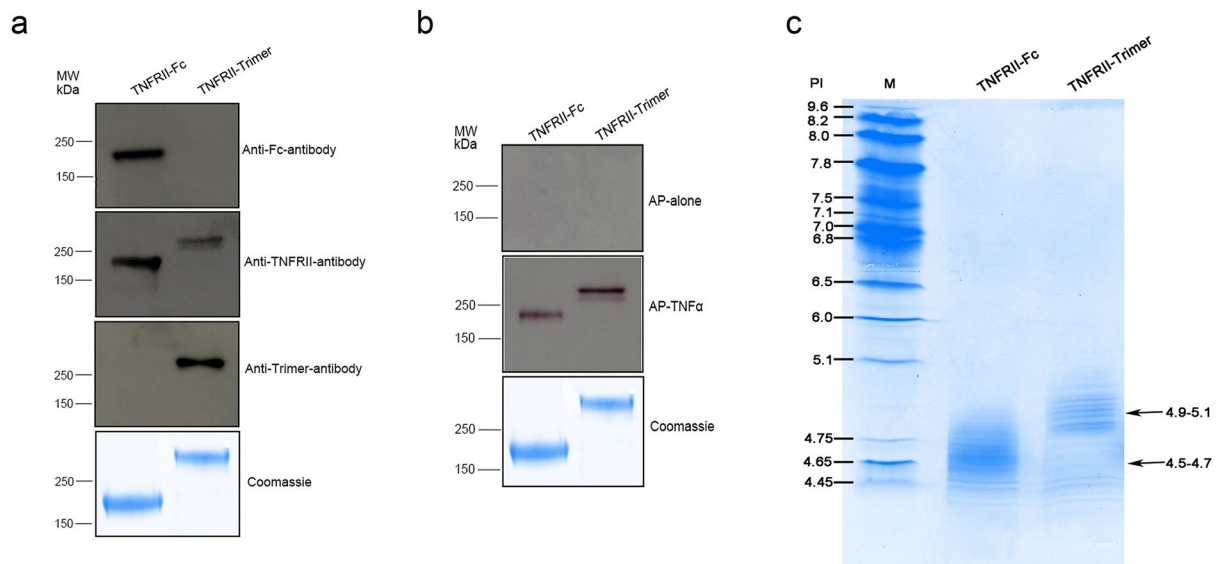 a
MW
kDa
TNFRII-Fc
TNFRII-Trimer
250
150
Anti-Fc-antibody
250
150
Anti-TNFRII-antibody
250
150
Anti-Trimer-antibody
250
150
Coomassie
b
MW
kDa
TNFRII-Fc
TNFRII-Trimer
250
150
AP-alone
250
150
AP-TNFα
250
150
Coomassie
c
PI
M
TNFRII-Fc
TNFRII-Trimer
9.6
8.2
8.0
7.8
7.5
7.1
7.0
6.8
6.5
6.0
5.1
4.9-5.1
4.75
4.65
4.5-4.7
4.45